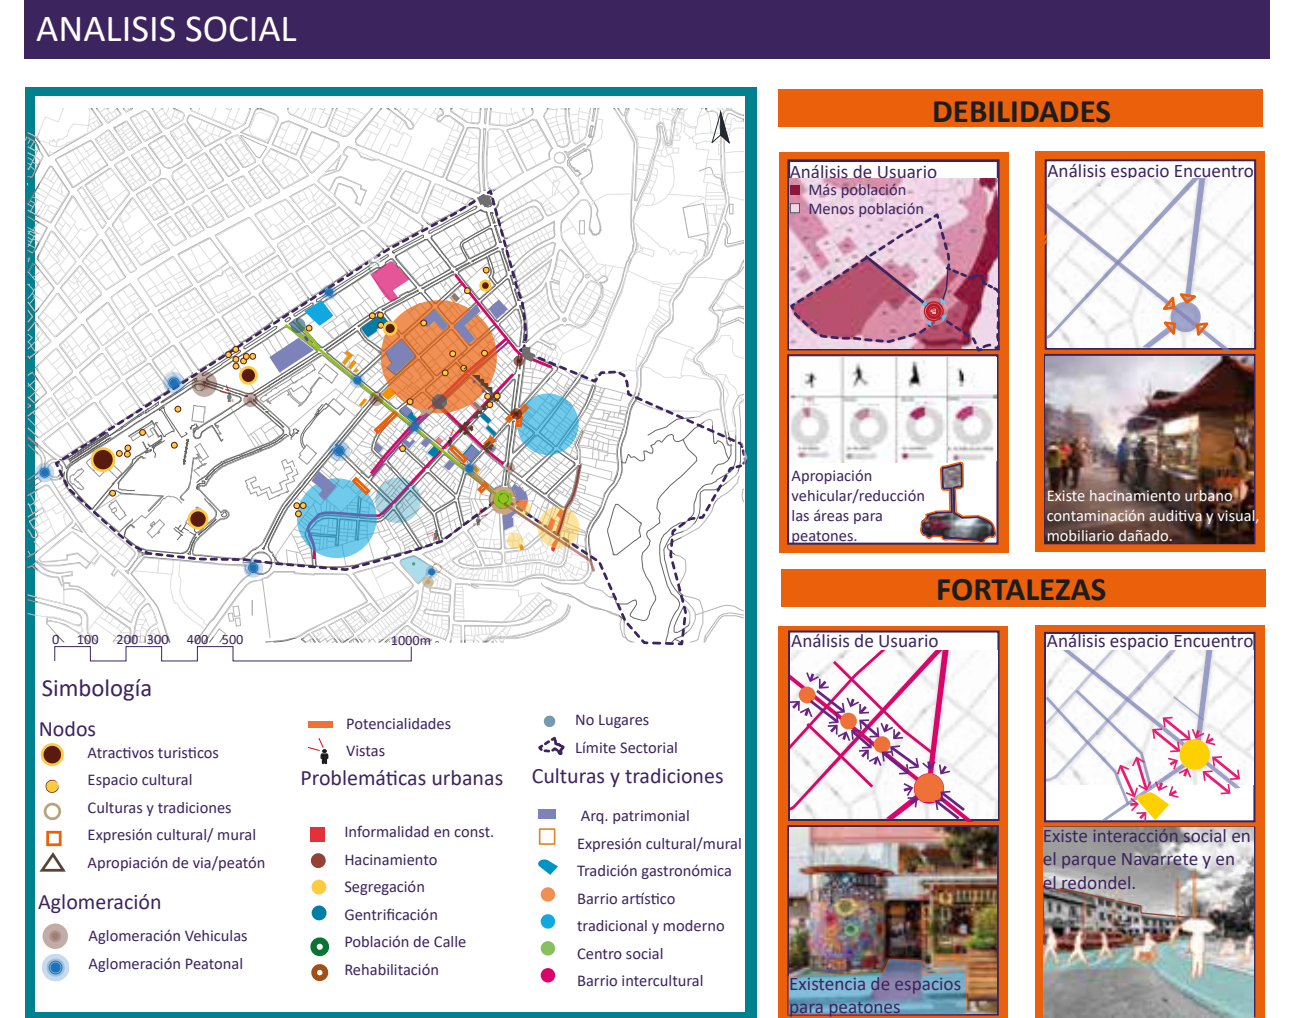 ANALISIS SOCIAL
0 100 200 300 400 500 1000m
Simbología
Nodos
Atractivos turisticos
Espacio cultural
Culturas y tradiciones
Expresión cultural/ mural
Apropiación de via/peatón
Aglomeración
Aglomeración Vehiculas
Aglomeración Peatonal
Potencialidades
Vistas
Problemáticas urbanas
Informalidad en const.
Hacinamiento
Segregación
Gentrificación
Población de Calle
Rehabilitación
No Lugares
Límite Sectorial
Culturas y tradiciones
Arq. patrimonial
Expresión cultural/mural
Tradición gastronómica
Barrio artístico
tradicional y moderno
Centro social
Barrio intercultural
DEBILIDADES
Análisis de Usuario
Más población
Menos población
Apropiación
vehicular/reducción
las áreas para
peatones.
Análisis espacio Encuentro
Existe hacinamiento urbano
contaminación auditiva y visual,
mobiliario dañado.
FORTALEZAS
Análisis de Usuario
Existencia de espacios
para peatones
Análisis espacio Encuentro
Existe interacción social en
el parque Navarrete y en
el redondel.